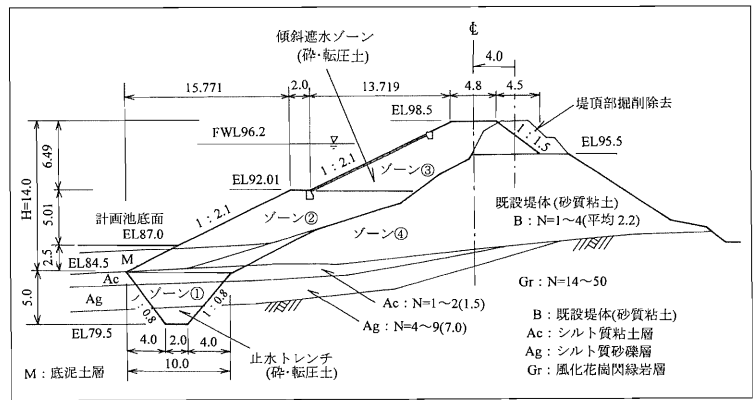 ℄
傾斜遮水ゾーン
(砕・転圧土)
4.0
15.771
2.0
13.719
4.8
4.5
堤頂部掘削除去
EL98.5
FWL96.2
1:1.5
EL95.5
6.49
1:2.1
ゾーン③
EL92.01
H=14.0
1:2.1
既設堤体(砂質粘土)
B:N=1~4(平均2.2)
5.01
ゾーン②
計画池底面
EL87.0
ゾーン④
2.5
EL84.5
M
Gr:N=14~50
Ac
ゾーン①
Ac:N=1~2(1.5)
5.0
Ag
1:0.8
1:0.8
Ag:N=4~9(7.0)
B:既設堤体(砂質粘土)
EL79.5
Ac:シルト質粘土層
4.0
2.0
4.0
止水トレンチ
(砕・転圧土)
Ag:シルト質砂礫層
10.0
Gr:風化花崗閃緑岩層
M:底泥土層